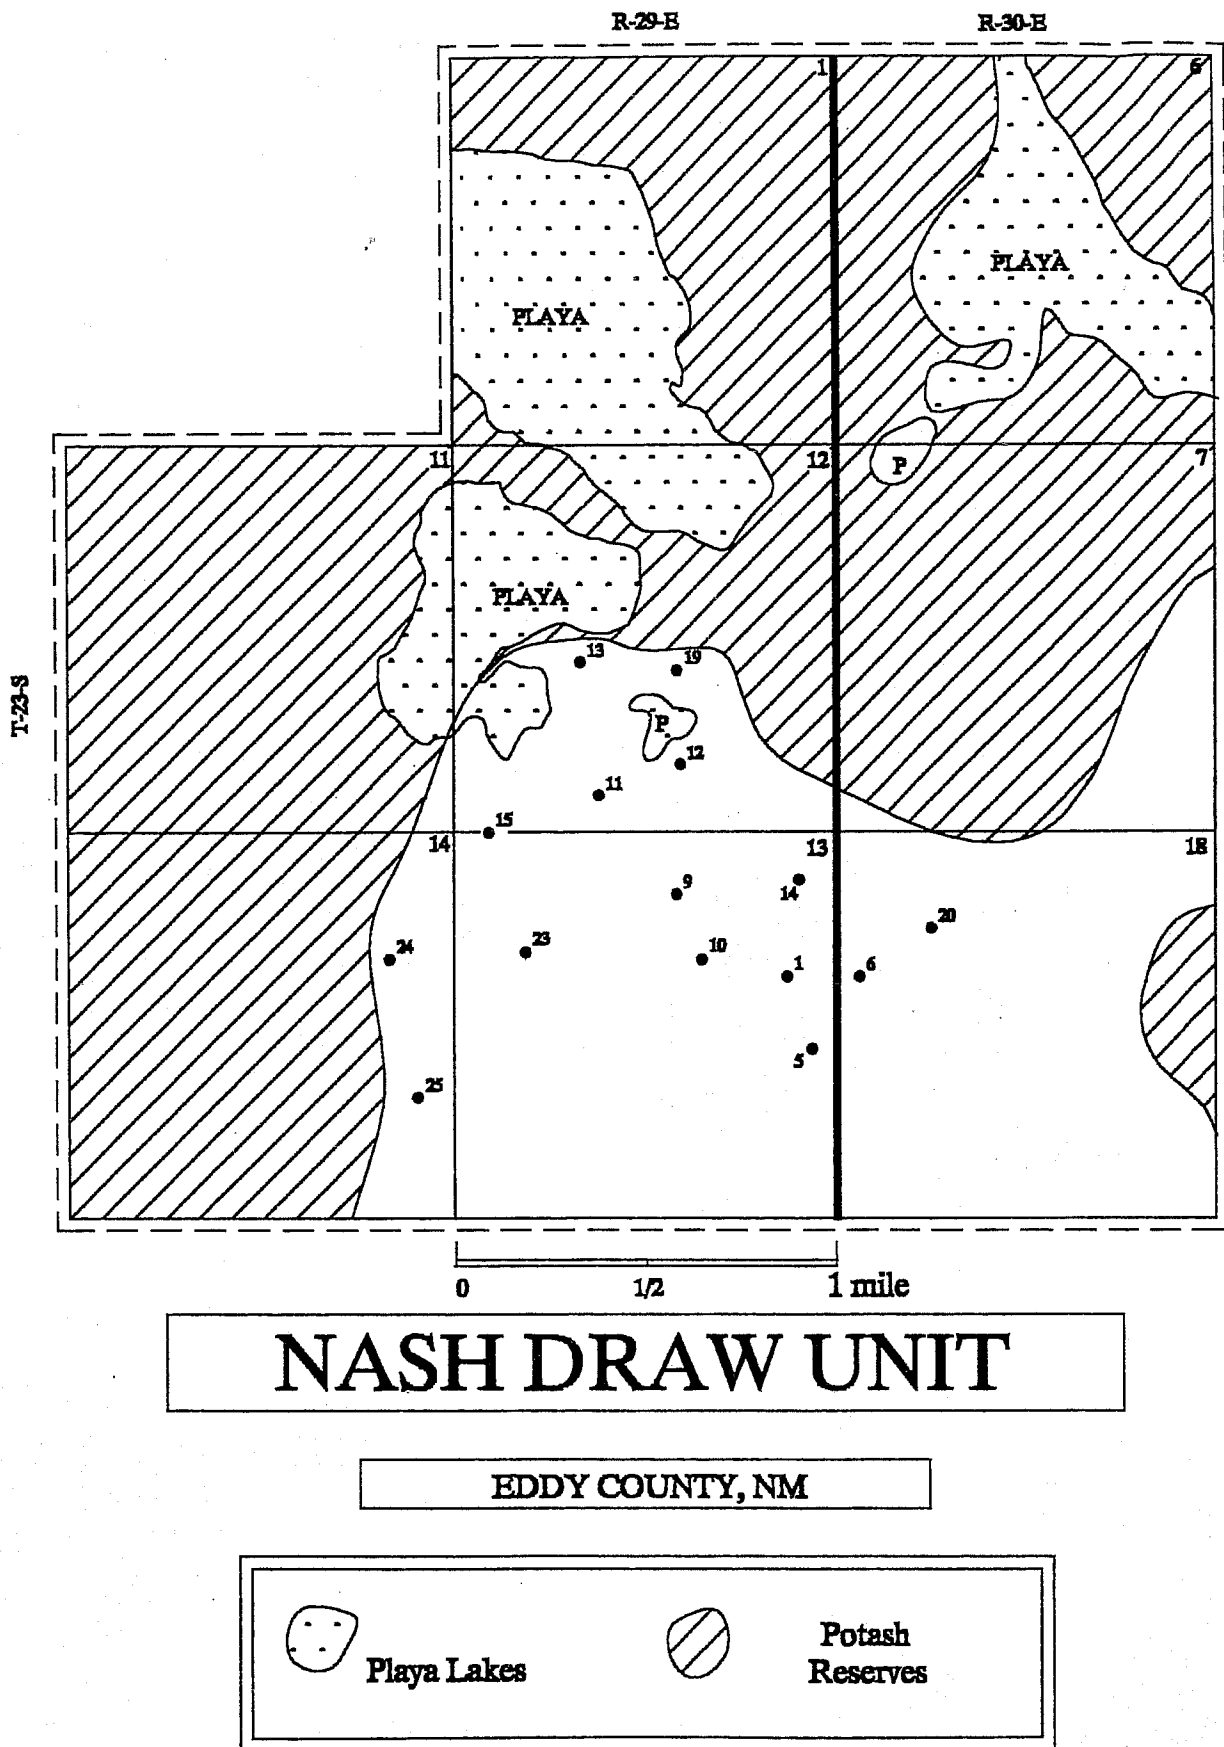 R-29-E R-30-E
1 6
PLAYA
PLAYA
11 12 7
P
PLAYA
T-23-S
13 19
P
12
11
15
14 13 18
9 14
20
24 23 10 1 6
5
25
0 1/2 1 mile
NASH DRAW UNIT
EDDY COUNTY, NM
Playa Lakes
Potash
Reserves